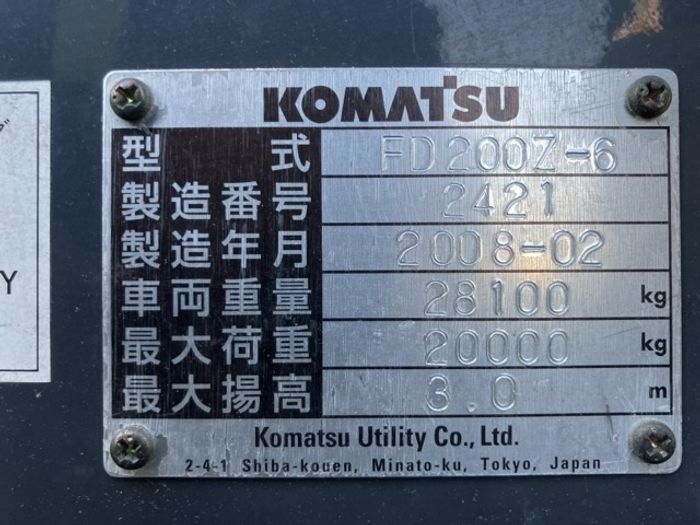 KOMATSU
型式 FD200Z-6
製造番号 2421
製造年月 2008-02
車両重量 28100 kg
最大荷重 20000 kg
最大揚高 3.0 m
Komatsu Utility Co., Ltd.
2-4-1 Shiba-kouen, Minato-ku, Tokyo, Japan
Y